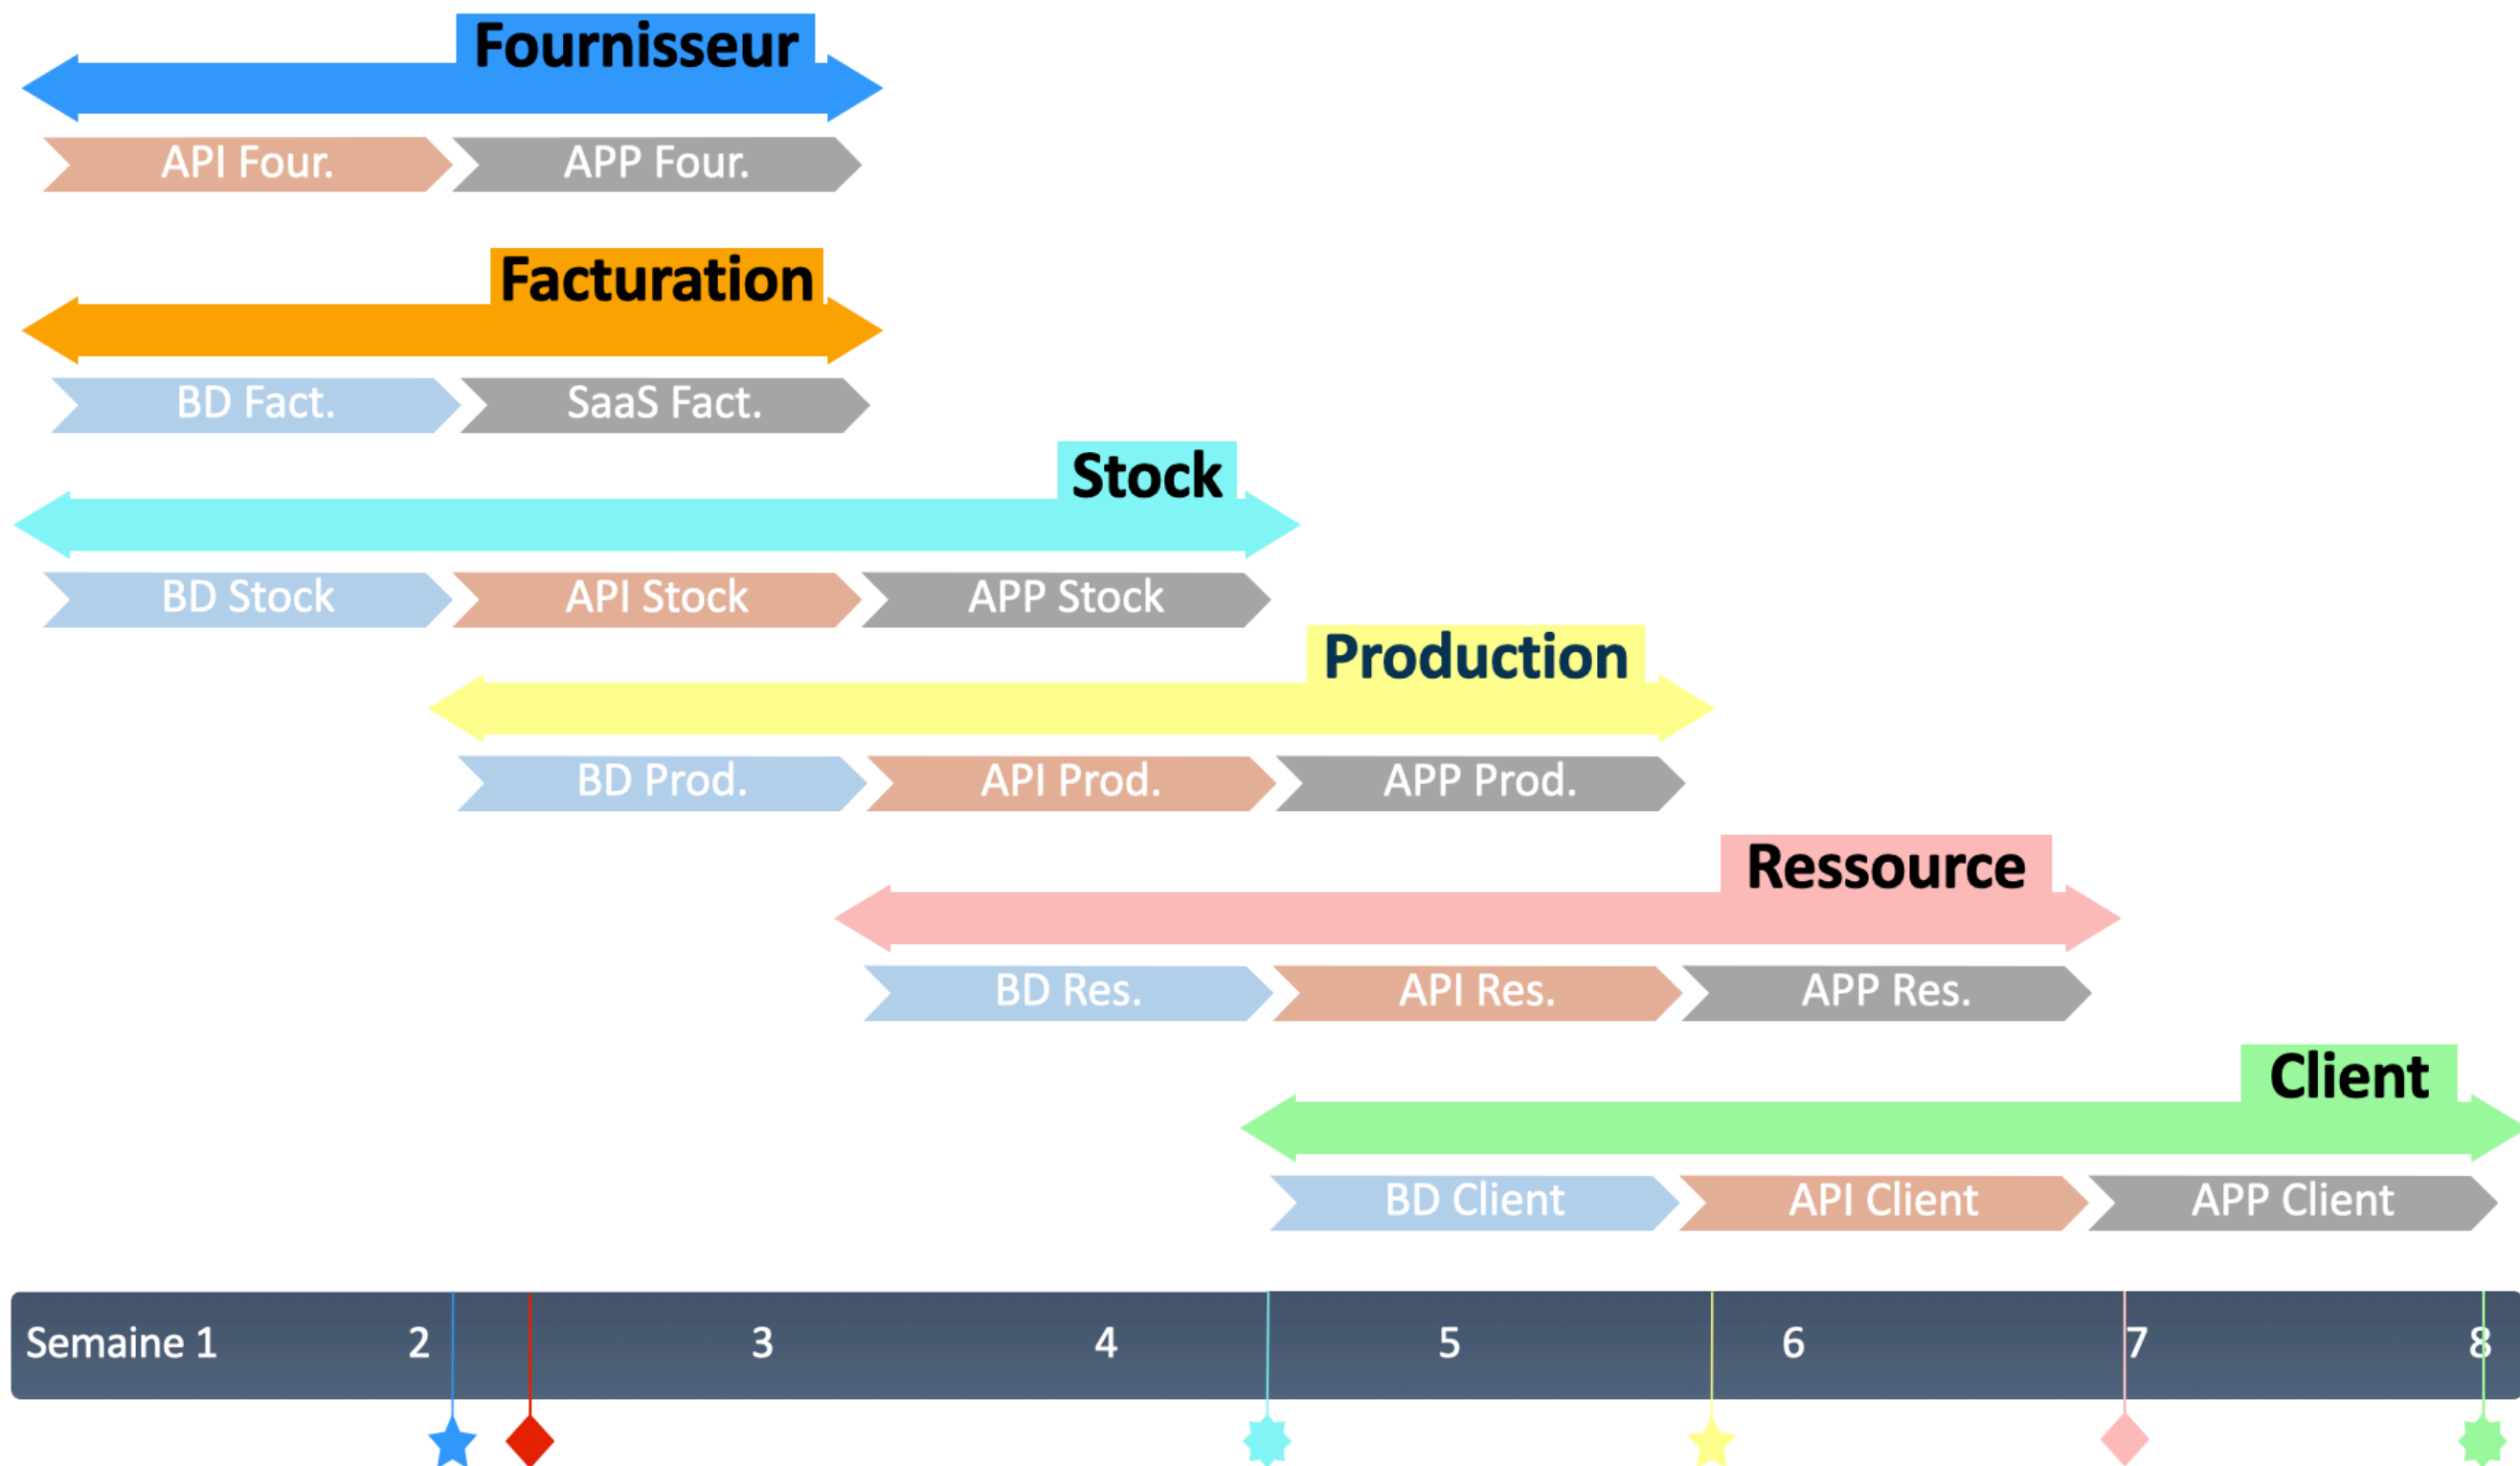 Fournisseur
API Four.
APP Four.
Facturation
BD Fact.
SaaS Fact.
Stock
BD Stock
API Stock
APP Stock
Production
BD Prod.
API Prod.
APP Prod.
Ressource
BD Res.
API Res.
APP Res.
Client
BD Client
API Client
APP Client
Semaine 1 2 3 4 5 6 7 8